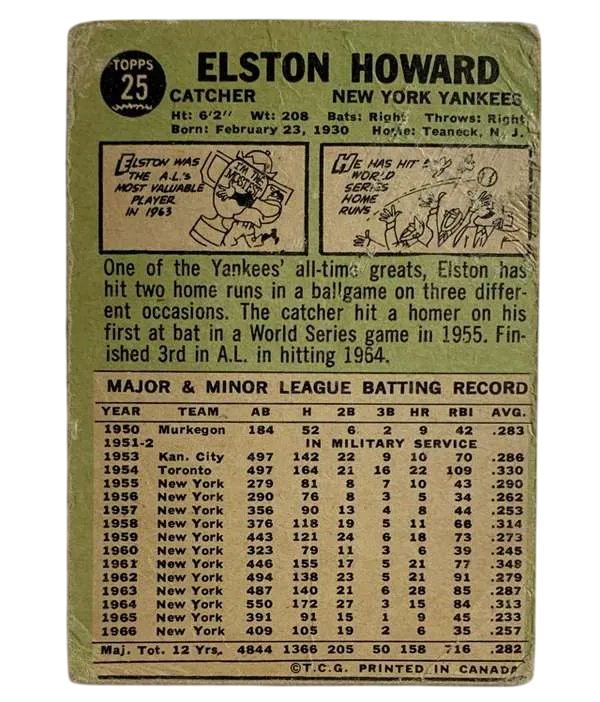 TOPPS
25
ELSTON HOWARD
CATCHER NEW YORK YANKEES
Ht: 6'2" Wt: 208 Bats: Right Throws: Right
Born: February 23, 1930 Home: Teaneck, N. J.
ELSTON WAS
THE A.L.'S
MOST VALUABLE
PLAYER
IN 1963
I'M THE
MOSTEST
HE HAS HIT 5
WORLD
SERIES
HOME
RUNS
One of the Yankees' all-time greats, Elston has
hit two home runs in a ballgame on three differ-
ent occasions. The catcher hit a homer on his
first at bat in a World Series game in 1955. Fin-
ished 3rd in A.L. in hitting 1964.
MAJOR & MINOR LEAGUE BATTING RECORD
YEAR TEAM AB H 2B 3B HR RBI AVG.
1950 Murkegon 184 52 6 2 9 42 .283
1951-2 IN MILITARY SERVICE
1953 Kan. City 497 142 22 9 10 70 .286
1954 Toronto 497 164 21 16 22 109 .330
1955 New York 279 81 8 7 10 43 .290
1956 New York 290 76 8 3 5 34 .262
1957 New York 356 90 13 4 8 44 .253
1958 New York 376 118 19 5 11 66 .314
1959 New York 443 121 24 6 18 73 .273
1960 New York 323 79 11 3 6 39 .245
1961 New York 446 155 17 5 21 77 .348
1962 New York 494 138 23 5 21 91 .279
1963 New York 487 140 21 6 28 85 .287
1964 New York 550 172 27 3 15 84 .313
1965 New York 391 91 15 1 9 45 .233
1966 New York 409 105 19 2 6 35 .257
Maj. Tot. 12 Yrs. 4844 1366 205 50 158 716 .282
©T.C.G. PRINTED IN CANADA